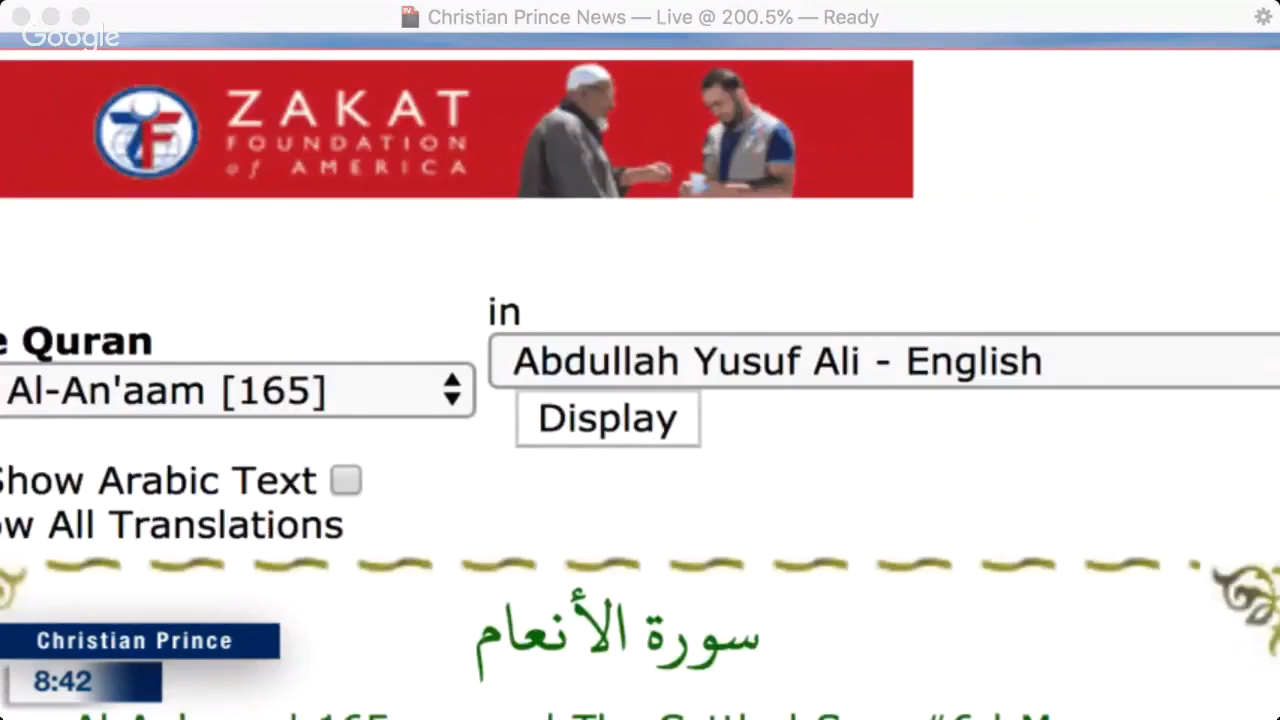 Christian Prince News — Live @ 200.5% — Ready
Google
ZAKAT
FOUNDATION
of AMERICA
e Quran
in
Al-An'aam [165]
Abdullah Yusuf Ali - English
Display
Show Arabic Text
ow All Translations
سورة الأنعام
Christian Prince
8:42